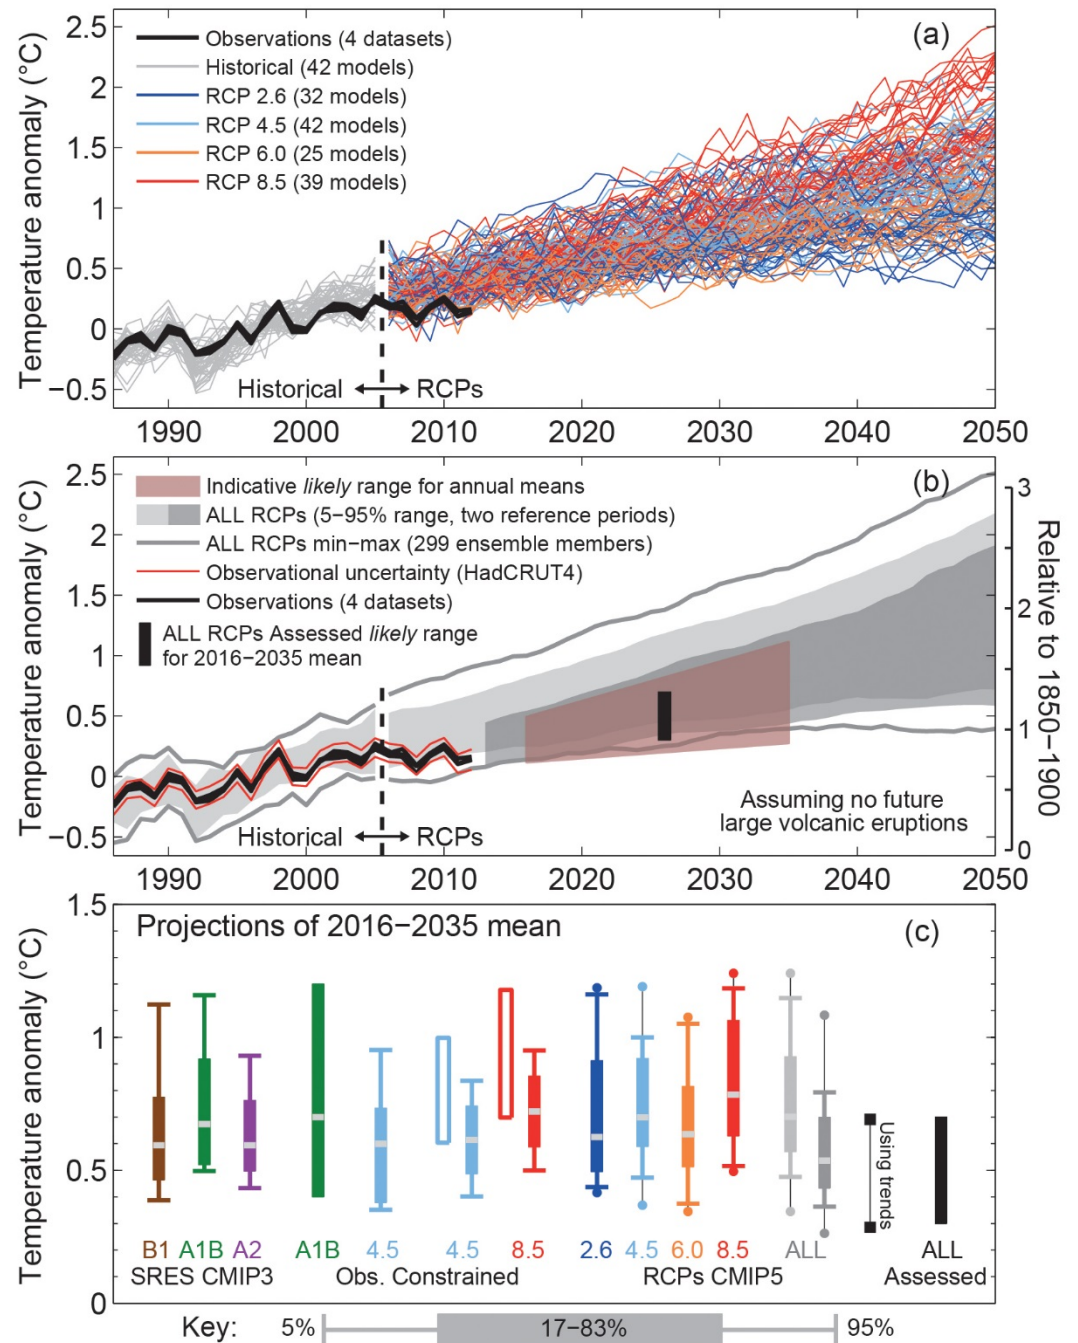 (a)
Temperature anomaly (°C)
2.5
2
1.5
1
0.5
0
−0.5
Observations (4 datasets)
Historical (42 models)
RCP 2.6 (32 models)
RCP 4.5 (42 models)
RCP 6.0 (25 models)
RCP 8.5 (39 models)
Historical
RCPs
1990 2000 2010 2020 2030 2040 2050
(b)
Temperature anomaly (°C)
2.5
2
1.5
1
0.5
0
−0.5
Indicative likely range for annual means
ALL RCPs (5−95% range, two reference periods)
ALL RCPs min−max (299 ensemble members)
Observational uncertainty (HadCRUT4)
Observations (4 datasets)
ALL RCPs Assessed likely range
for 2016−2035 mean
3
2
1
0
Relative to 1850−1900
Historical
RCPs
Assuming no future
large volcanic eruptions
1990 2000 2010 2020 2030 2040 2050
Projections of 2016−2035 mean
(c)
Temperature anomaly (°C)
1.5
1
0.5
0
Using trends
B1 A1B A2 A1B 4.5 4.5 8.5 2.6 4.5 6.0 8.5 ALL ALL
SRES CMIP3 Obs. Constrained RCPs CMIP5 Assessed
Key: 5% 17−83% 95%